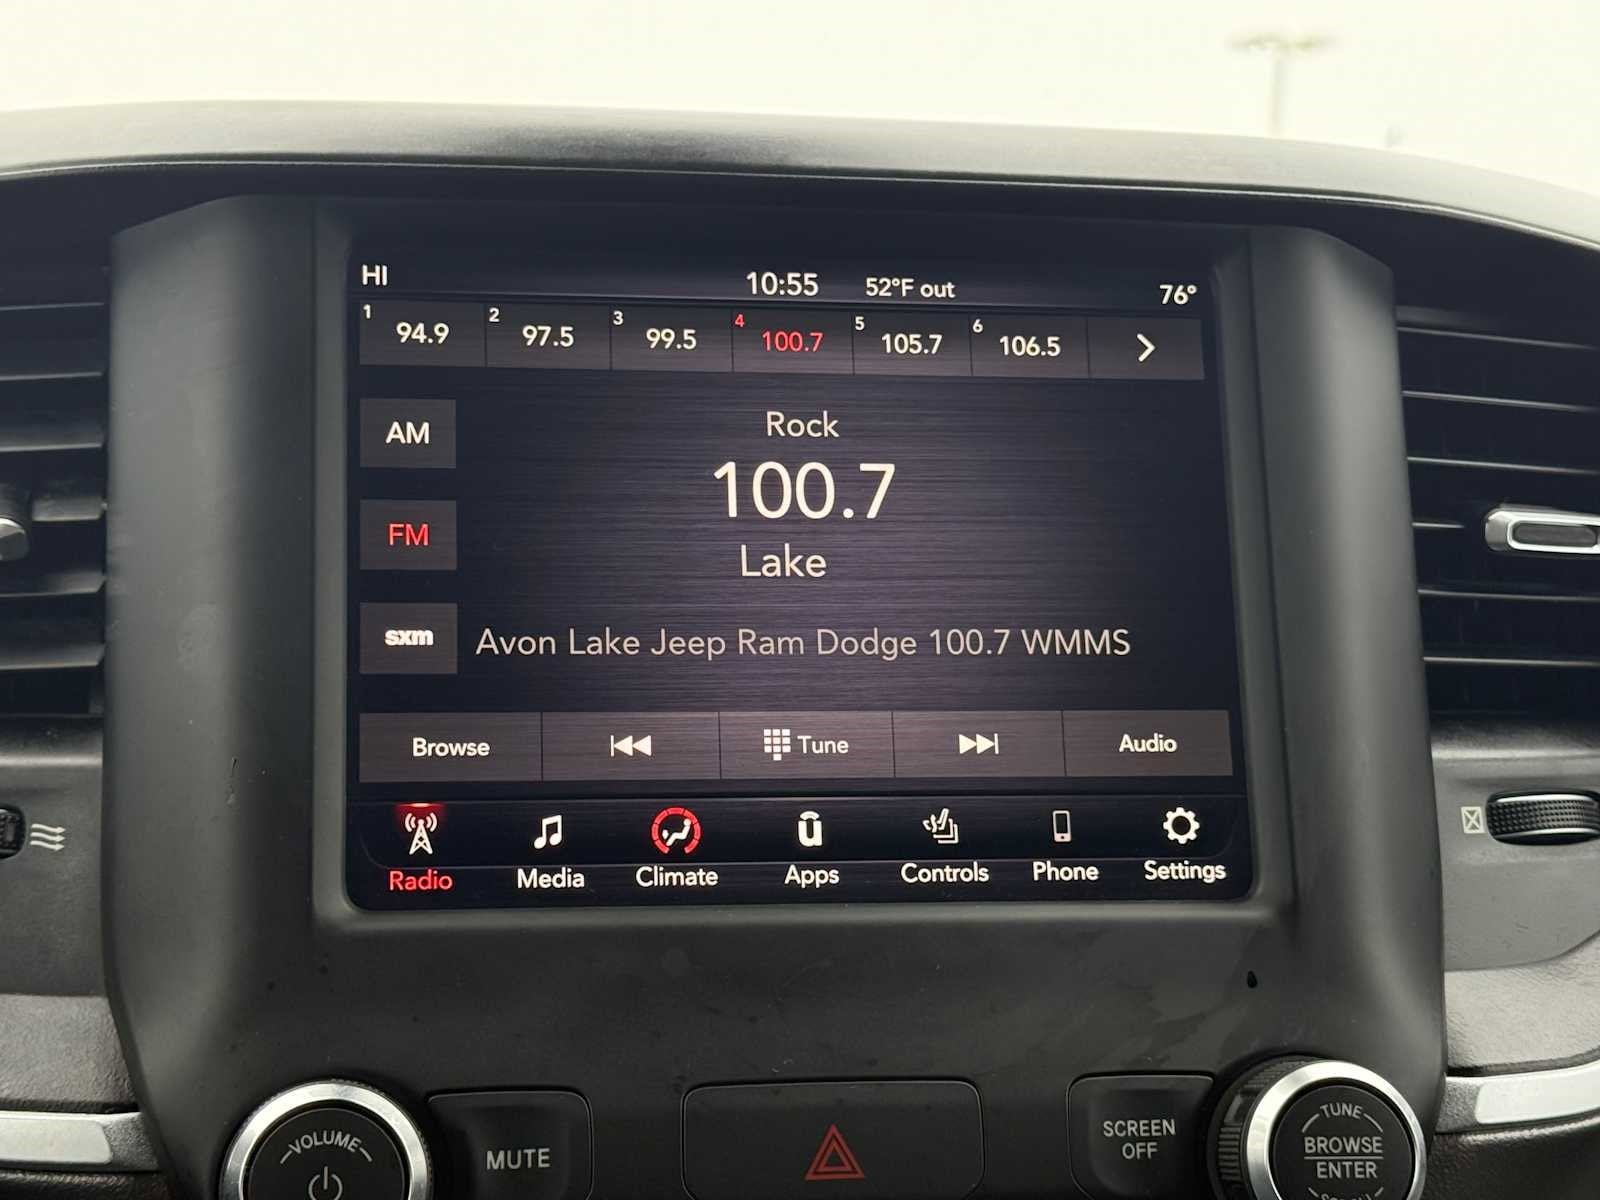 HI 10:55 52°F out 76°
1 94.9 2 97.5 3 99.5 4 100.7 5 105.7 6 106.5
AM
FM
sxm
Rock
100.7
Lake
Avon Lake Jeep Ram Dodge 100.7 WMMS
Browse Tune Audio
Radio Media Climate Apps Controls Phone Settings
VOLUME
MUTE
SCREEN
OFF
TUNE
BROWSE
ENTER